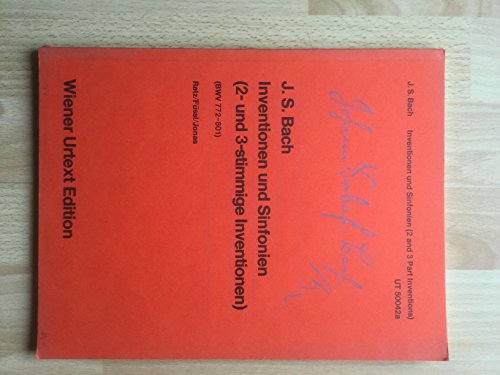 J. S. Bach Inventionen und Sinfonien (2 and 3 Part Inventions)
UT 50042a
J. S. Bach
Inventionen und Sinfonien
(2- und 3-stimmige Inventionen)
(BWV 772–801)
Ratz/Füssl/Jonas
Wiener Urtext Edition